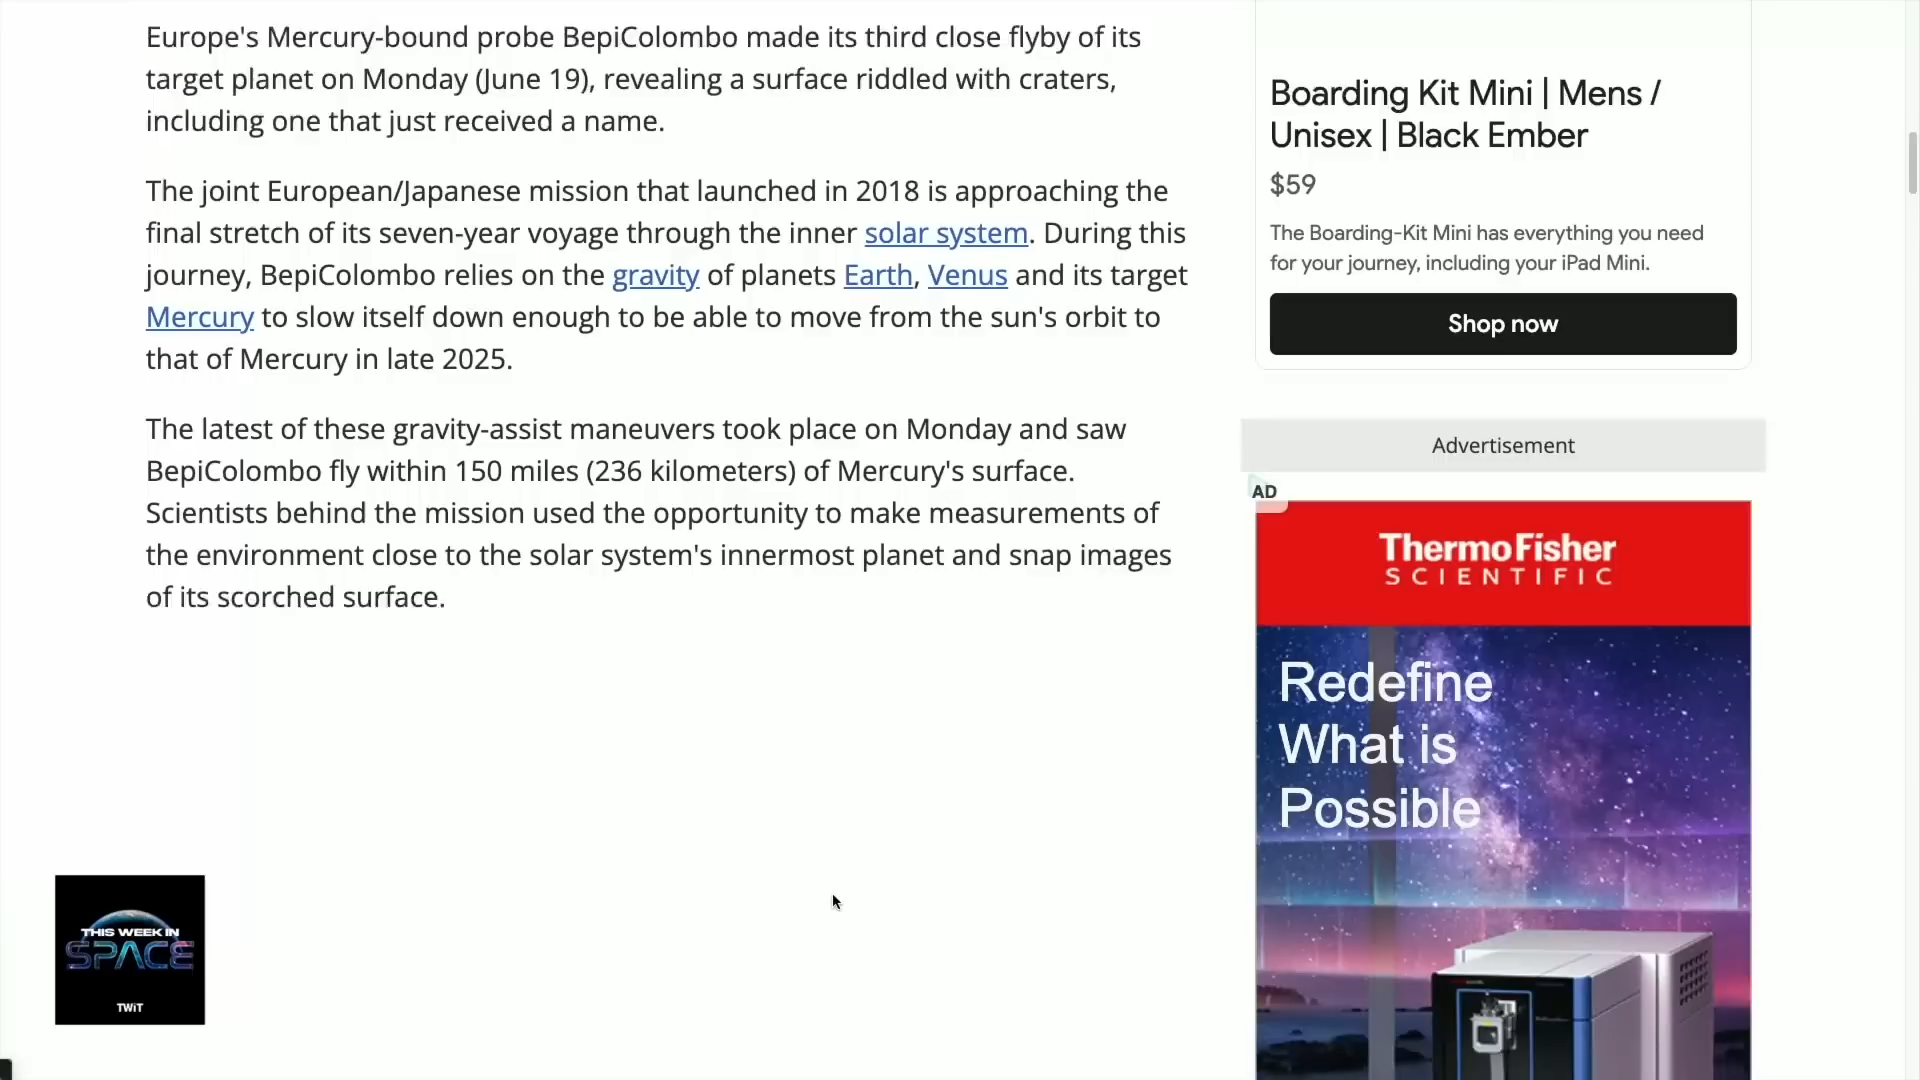 Europe's Mercury-bound probe BepiColombo made its third close flyby of its
target planet on Monday (June 19), revealing a surface riddled with craters,
including one that just received a name.
The joint European/Japanese mission that launched in 2018 is approaching the
final stretch of its seven-year voyage through the inner solar system. During this
journey, BepiColombo relies on the gravity of planets Earth, Venus and its target
Mercury to slow itself down enough to be able to move from the sun's orbit to
that of Mercury in late 2025.
The latest of these gravity-assist maneuvers took place on Monday and saw
BepiColombo fly within 150 miles (236 kilometers) of Mercury's surface.
Scientists behind the mission used the opportunity to make measurements of
the environment close to the solar system's innermost planet and snap images
of its scorched surface.
Boarding Kit Mini | Mens /
Unisex | Black Ember
$59
The Boarding-Kit Mini has everything you need
for your journey, including your iPad Mini.
Shop now
Advertisement
AD
ThermoFisher
SCIENTIFIC
Redefine
What is
Possible
THIS WEEK IN
SPACE
TWiT